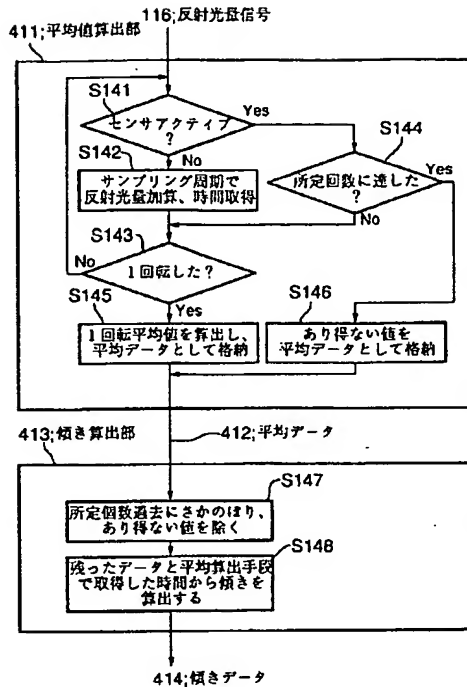 116;反射光量信号
411;平均値算出部
S141
センサアクティブ
?
Yes
S144
S142
No
サンプリング周期で
反射光量加算、時間取得
所定回数に達した
?
Yes
No
S143
No
1回転した?
S145
Yes
S146
1回転平均値を算出し、
平均データとして格納
あり得ない値を
平均データとして格納
413;傾き算出部
412;平均データ
S147
所定個数過去にさかのぼり、
あり得ない値を除く
S148
残ったデータと平均算出手段
で取得した時間から傾きを
算出する
414;傾きデータ